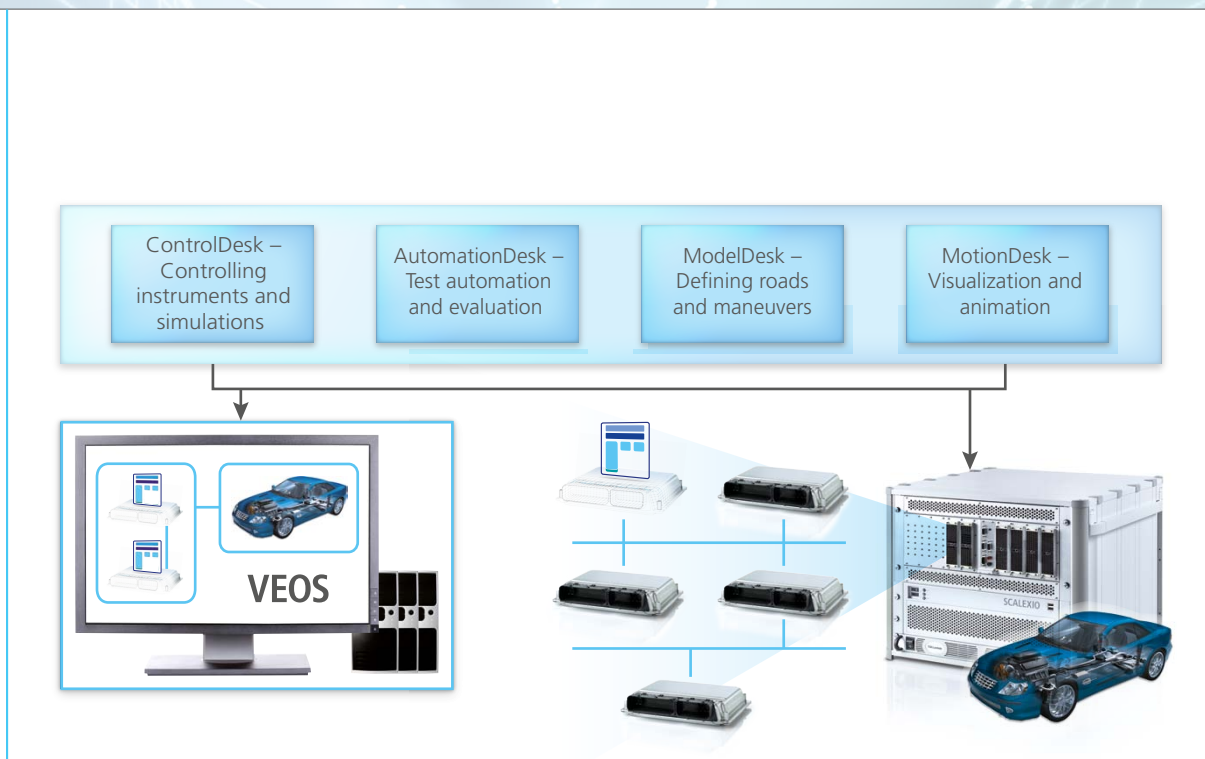 ControlDesk –
Controlling
instruments and
simulations
AutomationDesk –
Test automation
and evaluation
ModelDesk –
Defining roads
and maneuvers
MotionDesk –
Visualization and
animation
VEOS
SCALEXIO